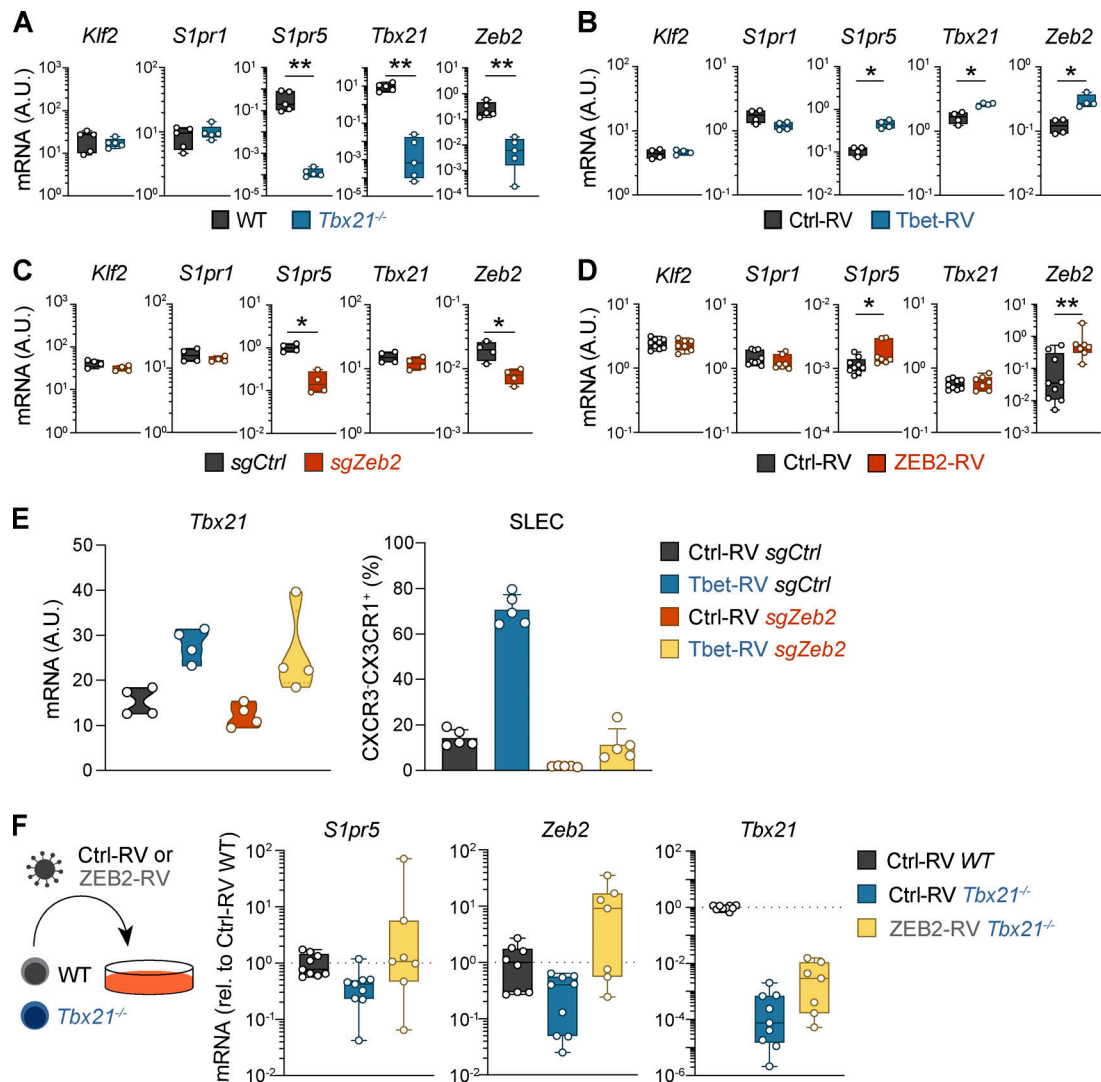 A
Klf2 S1pr1 S1pr5 Tbx21 Zeb2
mRNA (A.U.)
10³ 10² 10¹ 10⁰
10² 10¹ 10⁰
10¹ 10⁻¹ 10⁻³ 10⁻⁵
10¹ 10⁻¹ 10⁻³ 10⁻⁵
10¹ 10⁰ 10⁻¹ 10⁻² 10⁻³ 10⁻⁴
** ** **
WT Tbx21⁻/⁻
B
Klf2 S1pr1 S1pr5 Tbx21 Zeb2
mRNA (A.U.)
10² 10¹ 10⁰
10¹ 10⁰ 10⁻¹
10¹ 10⁰ 10⁻¹ 10⁻²
10¹ 10⁰
10⁰ 10⁻¹ 10⁻²
* * *
Ctrl-RV Tbet-RV
C
Klf2 S1pr1 S1pr5 Tbx21 Zeb2
mRNA (A.U.)
10³ 10² 10¹ 10⁰
10² 10¹ 10⁰
10¹ 10⁰ 10⁻¹ 10⁻²
10² 10¹ 10⁰
10⁻¹ 10⁻² 10⁻³
* *
sgCtrl sgZeb2
D
Klf2 S1pr1 S1pr5 Tbx21 Zeb2
mRNA (A.U.)
10¹ 10⁰ 10⁻¹
10¹ 10⁰ 10⁻¹
10⁻² 10⁻³
10¹ 10⁰ 10⁻¹
10¹ 10⁰ 10⁻¹ 10⁻² 10⁻³
* **
Ctrl-RV ZEB2-RV
E
Tbx21
mRNA (A.U.)
50
40
30
20
10
0
SLEC
CXCR3⁻CX3CR1⁺ (%)
100
80
60
40
20
0
Ctrl-RV sgCtrl
Tbet-RV sgCtrl
Ctrl-RV sgZeb2
Tbet-RV sgZeb2
F
Ctrl-RV or
ZEB2-RV
WT
Tbx21⁻/⁻
S1pr5 Zeb2 Tbx21
mRNA (rel. to Ctrl-RV WT)
10² 10¹ 10⁰ 10⁻¹ 10⁻²
10² 10¹ 10⁰ 10⁻¹ 10⁻²
10² 10¹ 10⁰ 10⁻¹ 10⁻² 10⁻³ 10⁻⁴ 10⁻⁵ 10⁻⁶
Ctrl-RV WT
Ctrl-RV Tbx21⁻/⁻
ZEB2-RV Tbx21⁻/⁻